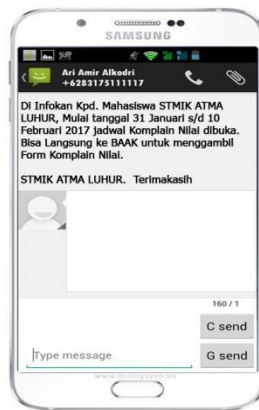 SAMSUNG
Ari Amir Alkodri
+6283175111117
Di Infokan Kpd. Mahasiswa STMIK ATMA
LUHUR, Mulai tanggal 31 Januari s/d 10
Februari 2017 jadwal Komplain Nilai dibuka.
Bisa Langsung ke BAAK untuk menggambil
Form Komplain Nilai.
STMIK ATMA LUHUR. Terimakasih
160 / 1
C send
Type message
G send